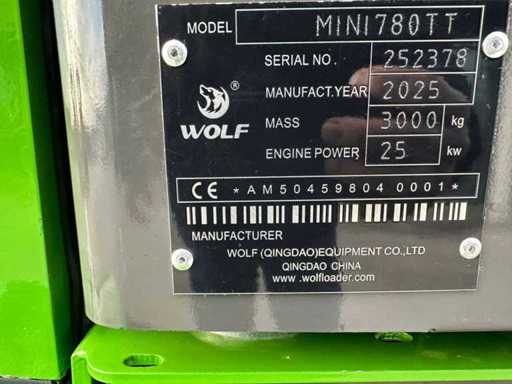 MODEL MINI780TT
SERIAL NO. 252378
MANUFACT.YEAR 2025
MASS 3000 kg
ENGINE POWER 25 kw
® WOLF
CE *AM50459804 0001*
MANUFACTURER
WOLF (QINGDAO)EQUIPMENT CO.,LTD
QINGDAO CHINA
www.wolfloader.com